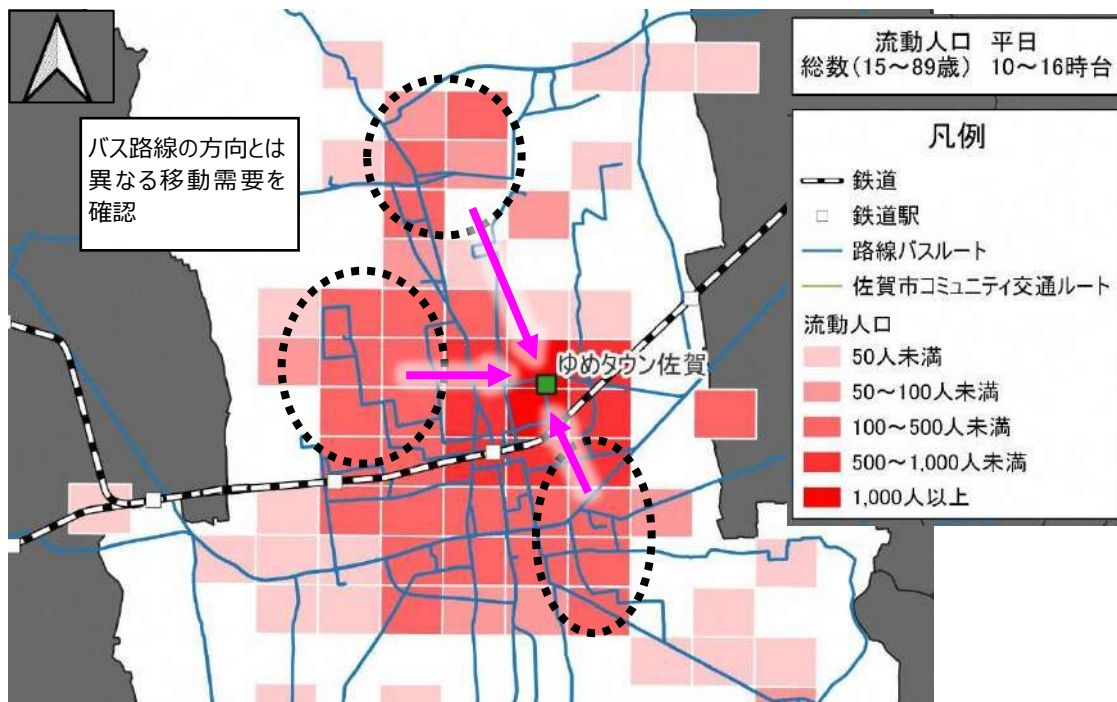 流動人口 平日
総数(15～89歳) 10～16時台
バス路線の方向とは
異なる移動需要を
確認
凡例
鉄道
鉄道駅
路線バスルート
佐賀市コミュニティ交通ルート
流動人口
50人未満
50～100人未満
100～500人未満
500～1,000人未満
1,000人以上
ゆめタウン佐賀